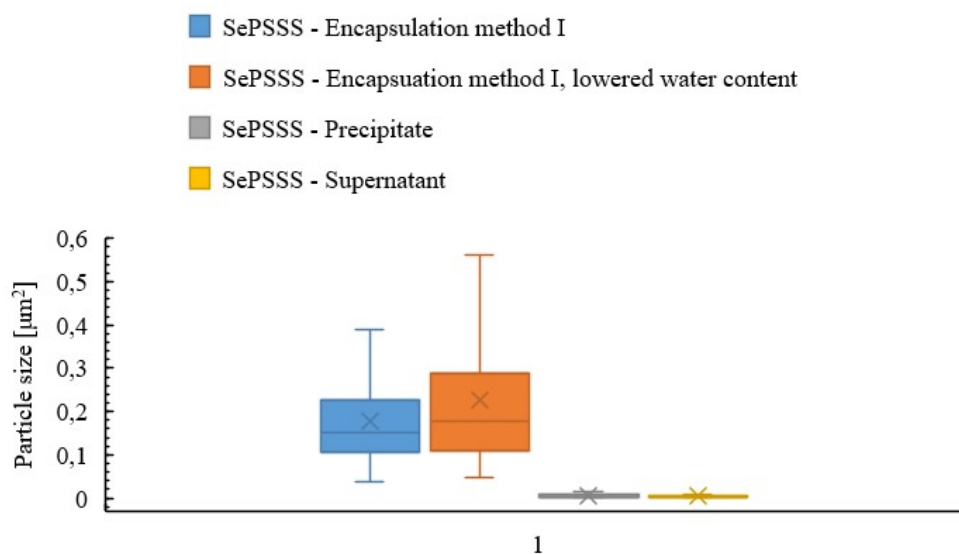 SePSSS - Encapsulation method I
SePSSS - Encapsuation method I, lowered water content
SePSSS - Precipitate
SePSSS - Supernatant
0,6
0,5
0,4
0,3
0,2
0,1
0
Particle size [μm²]
1